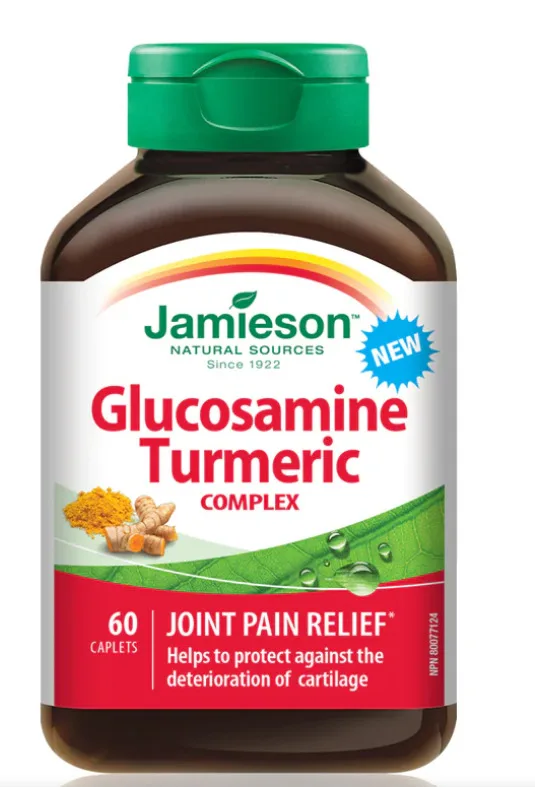 Jamieson™
NATURAL SOURCES
Since 1922
NEW
Glucosamine
Turmeric
COMPLEX
60
CAPLETS
JOINT PAIN RELIEF*
Helps to protect against the
deterioration of cartilage
NPN 80077124